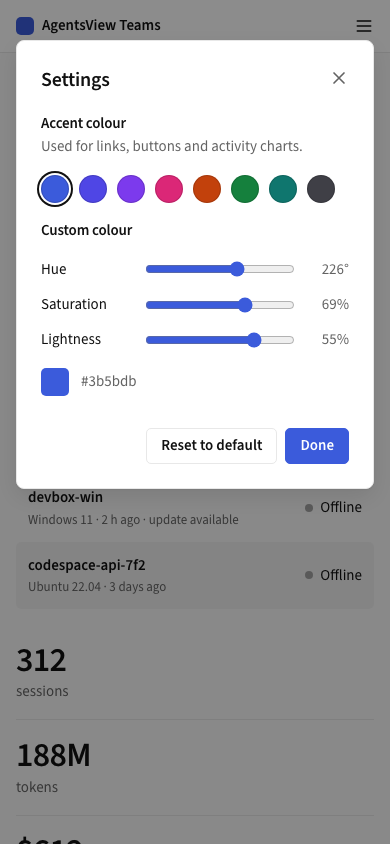 AgentsView Teams
Settings
Accent colour
Used for links, buttons and activity charts.
Custom colour
Hue 226°
Saturation 69%
Lightness 55%
#3b5bdb
Reset to default Done
devbox-win
Windows 11 · 2 h ago · update available
Offline
codespace-api-7f2
Ubuntu 22.04 · 3 days ago
Offline
312
sessions
188M
tokens